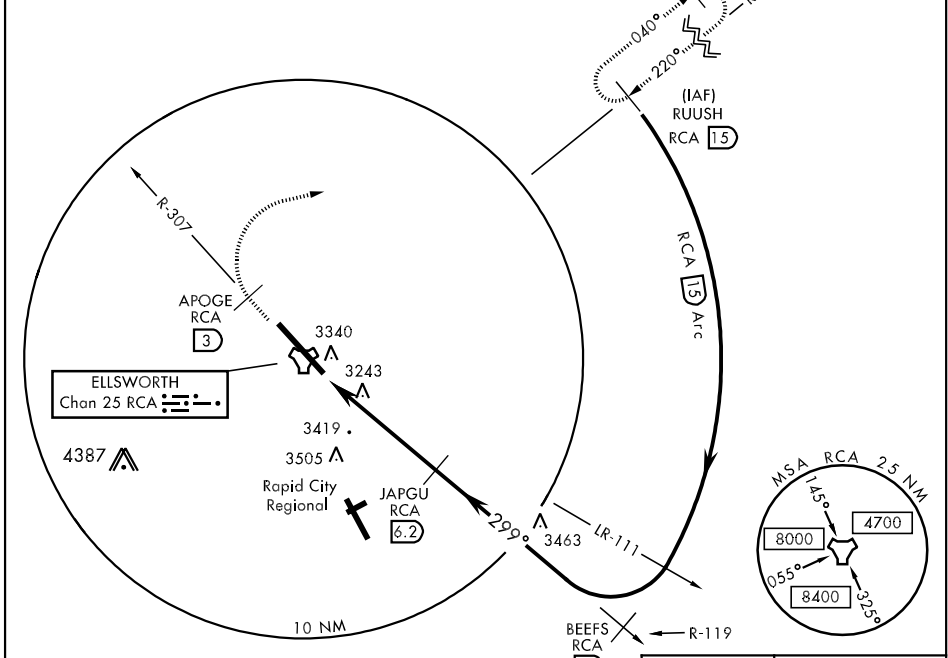 040°
220°
(IAF)
RUUSH
RCA 15
R-307
RCA 15 Arc
APOGE
RCA
3
3340
3243
ELLSWORTH
Chan 25 RCA
3419
3505
4387
Rapid City
Regional
JAPGU
RCA
6.2
299°
3463
LR-111
MSA RCA 25 NM
145°
4700
8000
055°
8400
325°
10 NM
BEEFS
RCA
R-119